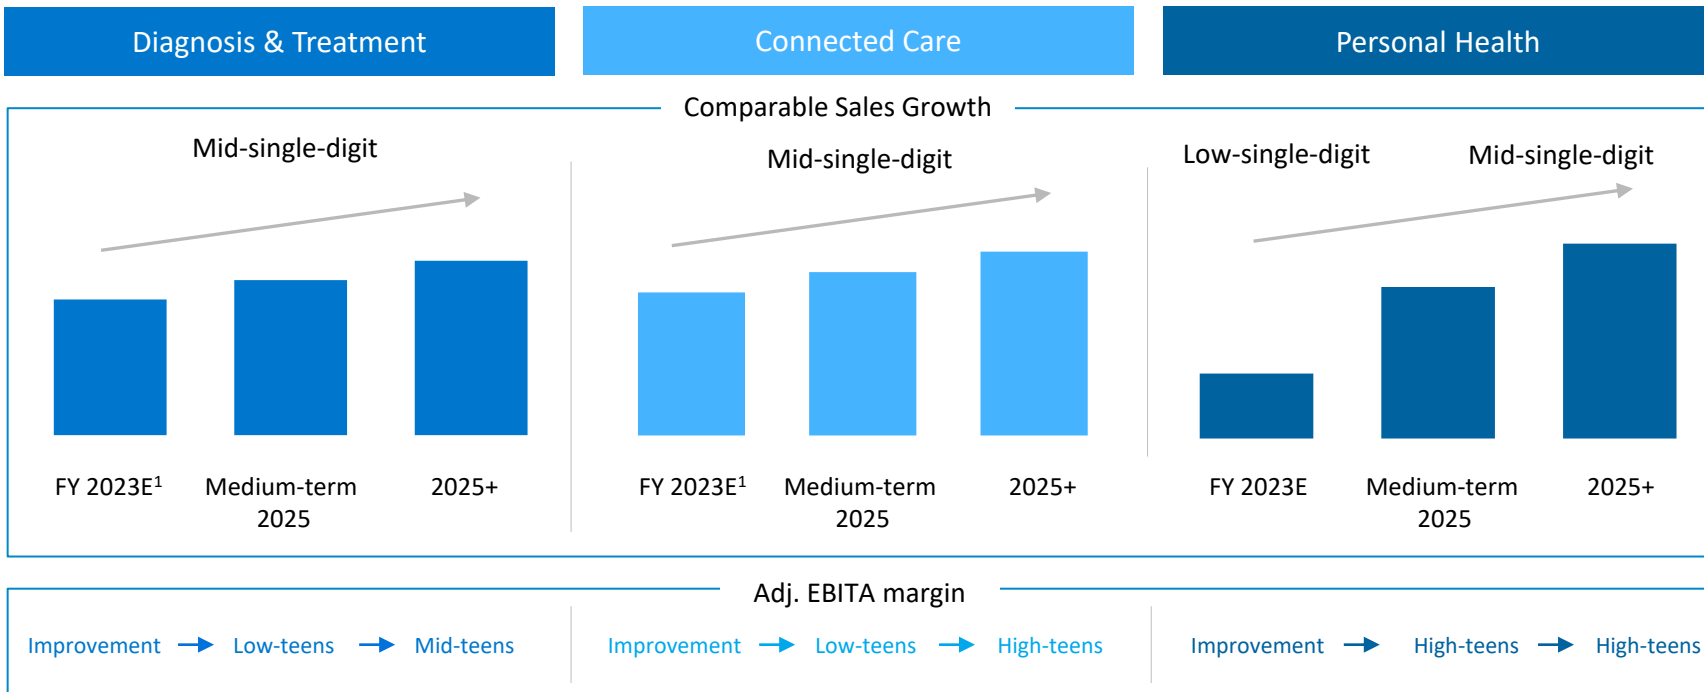 Diagnosis & Treatment
Connected Care
Personal Health
Comparable Sales Growth
Mid-single-digit
Mid-single-digit
Low-single-digit
Mid-single-digit
FY 2023E¹
Medium-term
2025
2025+
FY 2023E¹
Medium-term
2025
2025+
FY 2023E
Medium-term
2025
2025+
Adj. EBITA margin
Improvement → Low-teens → Mid-teens
Improvement → Low-teens → High-teens
Improvement → High-teens → High-teens